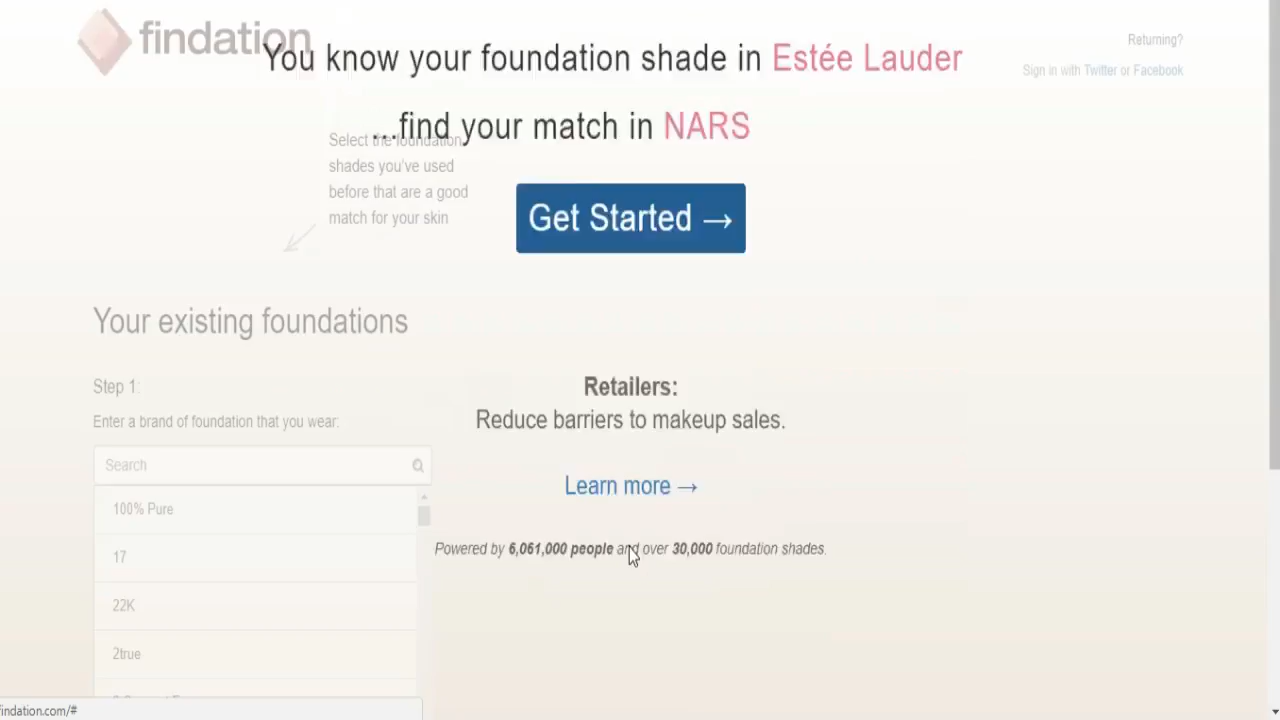 findation
You know your foundation shade in Estée Lauder
Returning?
Sign in with Twitter or Facebook
...find your match in NARS
Select the foundation
shades you've used
before that are a good
match for your skin
Get Started →
Your existing foundations
Step 1:
Enter a brand of foundation that you wear:
Search
100% Pure
17
22K
2true
Retailers:
Reduce barriers to makeup sales.
Learn more →
Powered by 6,061,000 people and over 30,000 foundation shades.
findation.com/#